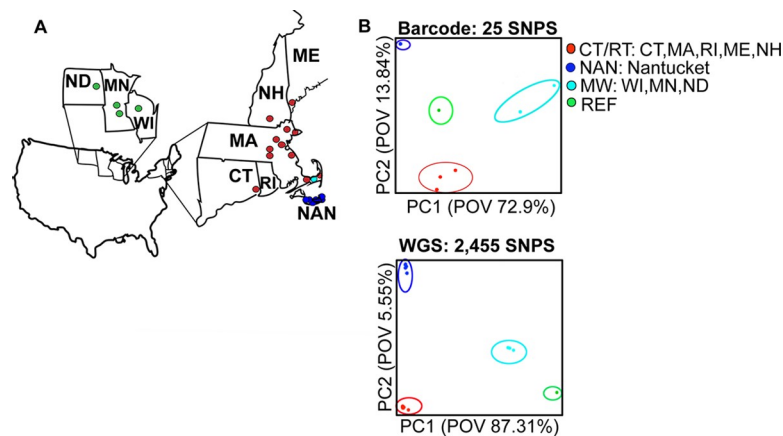 A
ND
MN
WI
ME
NH
MA
CT
RI
NAN
B
Barcode: 25 SNPS
PC2 (POV 13.84%)
PC1 (POV 72.9%)
CT/RT: CT,MA,RI,ME,NH
NAN: Nantucket
MW: WI,MN,ND
REF
WGS: 2,455 SNPS
PC2 (POV 5.55%)
PC1 (POV 87.31%)